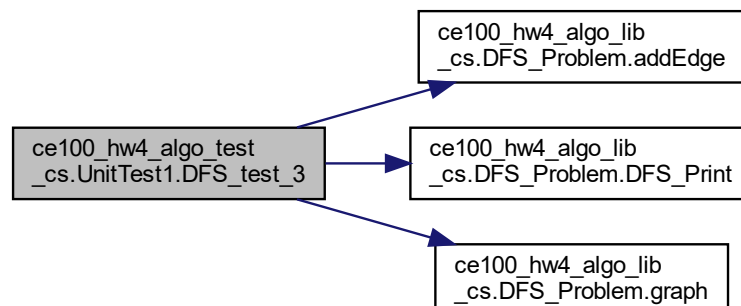 ce100_hw4_algo_lib
_cs.DFS_Problem.addEdge
ce100_hw4_algo_test
_cs.UnitTest1.DFS_test_3
ce100_hw4_algo_lib
_cs.DFS_Problem.DFS_Print
ce100_hw4_algo_lib
_cs.DFS_Problem.graph